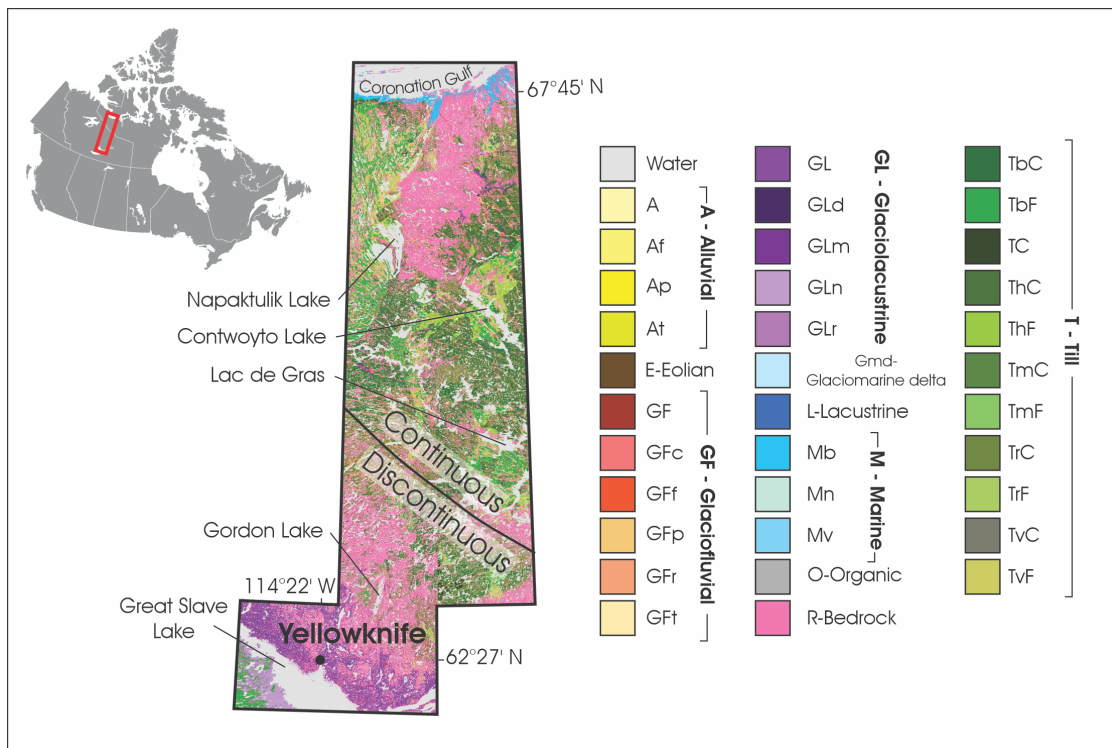 Coronation Gulf
67°45' N
Napaktulik Lake
Contwoyto Lake
Lac de Gras
Continuous
Discontinuous
Gordon Lake
114°22' W
Great Slave
Lake
Yellowknife
62°27' N
Water
A
Af
Ap
At
A - Alluvial
E-Eolian
GF
GFc
GFf
GFp
GFr
GFt
GF - Glaciofluvial
GL
GLd
GLm
GLn
GLr
GL - Glaciolacustrine
Gmd-
Glaciomarine delta
L-Lacustrine
Mb
Mn
Mv
M - Marine
O-Organic
R-Bedrock
TbC
TbF
TC
ThC
ThF
TmC
TmF
TrC
TrF
TvC
TvF
T - Till